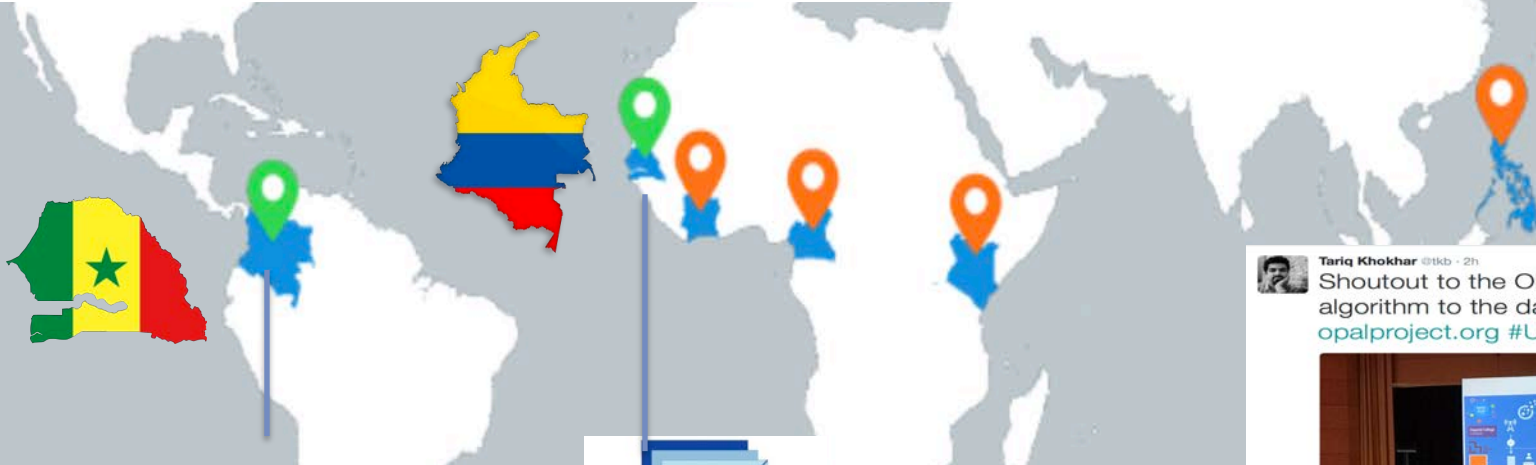 Tariq Khokhar @tkb · 2h
Shoutout to the O
algorithm to the da
opalproject.org #U